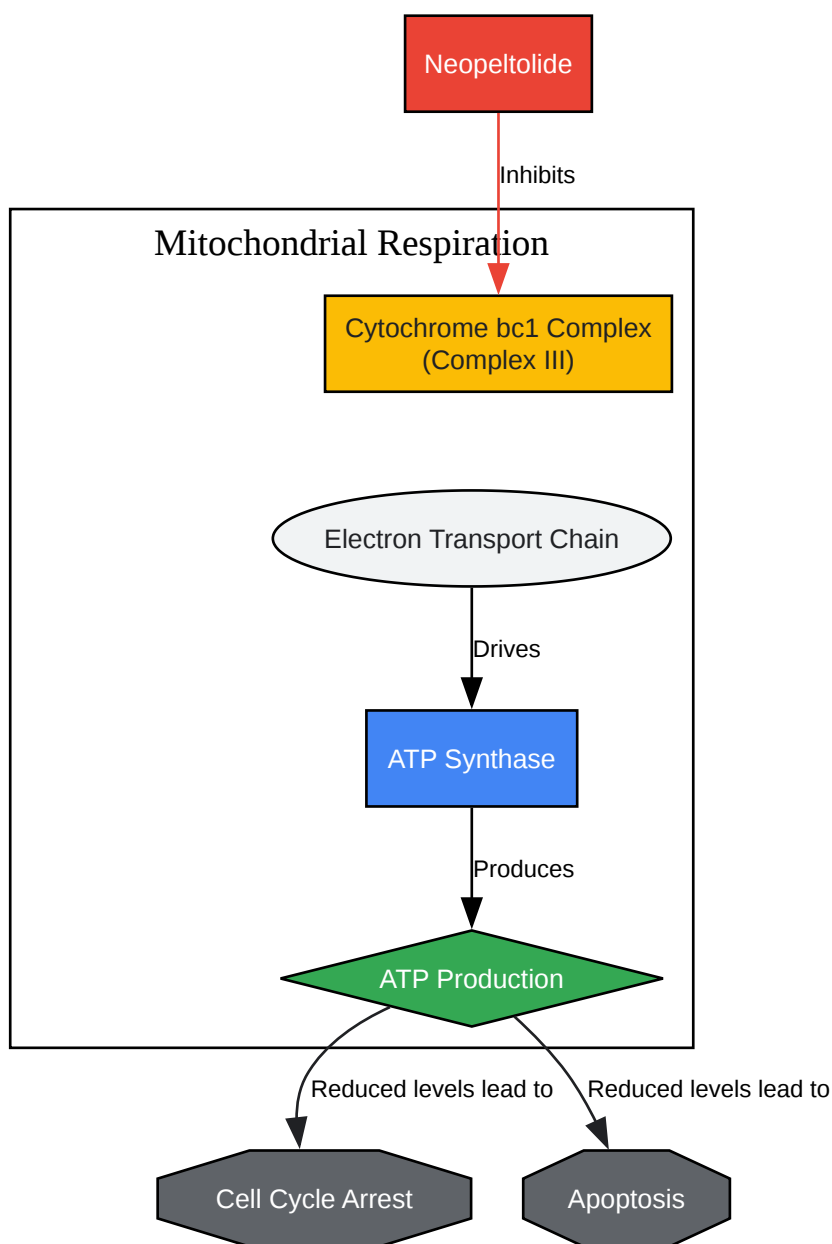 Neopeltolide
Inhibits
Mitochondrial Respiration
Cytochrome bc1 Complex
(Complex III)
Electron Transport Chain
Drives
ATP Synthase
Produces
ATP Production
Reduced levels lead to
Reduced levels lead to
Cell Cycle Arrest
Apoptosis